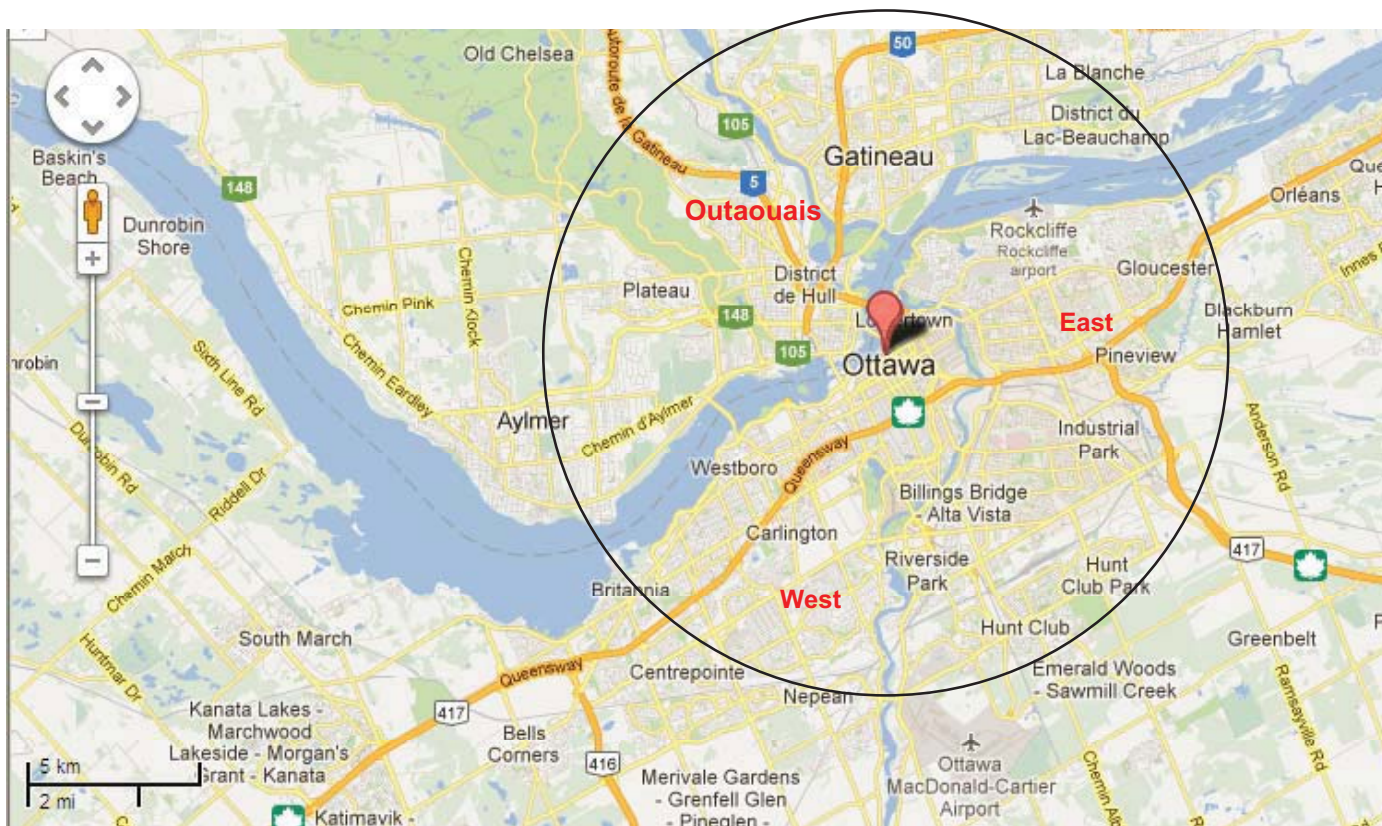 50
Old Chelsea
La Blanche
Autoroute de la Gatineau
105
District du
Lac-Beauchamp
Baskin's
Beach
Gatineau
148
5
Orléans
Outaouais
Dunrobin
Shore
Rockcliffe
Rockcliffe
airport
Innes
Gloucester
District
de Hull
Plateau
Chemin Pink
Chemin Klock
148
Blackburn
Hamlet
East
Ottawa
105
Pineview
Sixth Line Rd
Chemin Eardley
Aylmer
Chemin d'Aylmer
Dunrobin Rd
Riddell Dr
Westboro
Queensway
Industrial
Park
Anderson Rd
Billings Bridge
- Alta Vista
Carlington
Chemin March
Riverside
Park
Hunt
Club Park
417
Britannia
West
South March
Hunt Club
Greenbelt
Huntmar Dr
Queensway
Centrepointe
Emerald Woods
- Sawmill Creek
Nepean
Ramsayville Rd
Kanata Lakes -
Marchwood
Lakeside - Morgan's
Grant - Kanata
417
Bells
Corners
416
5 km
2 mi
Ottawa
MacDonald-Cartier
Airport
Merivale Gardens
- Grenfell Glen
- Pineglen -
Katimavik -